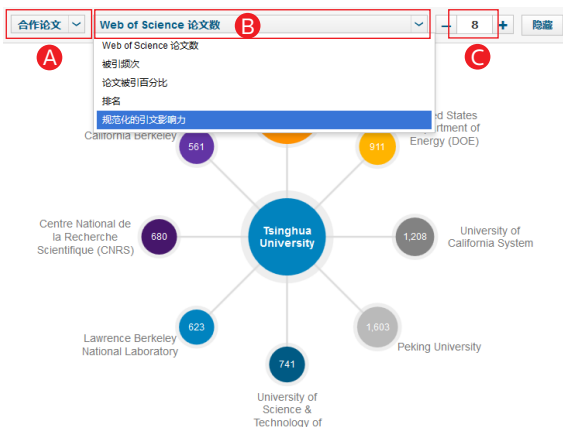 合作论文
Web of Science 论文数
B
–
8
+
隐藏
A
C
Web of Science 论文数
被引频次
论文被引百分比
排名
规范化的引文影响力
California Berkeley
561
911
ed States
rtment of
Energy (DOE)
Centre National de
la Recherche
Scientifique (CNRS)
680
Tsinghua
University
1,208
University of
California System
623
Lawrence Berkeley
National Laboratory
1,603
Peking University
741
University of
Science &
Technology of